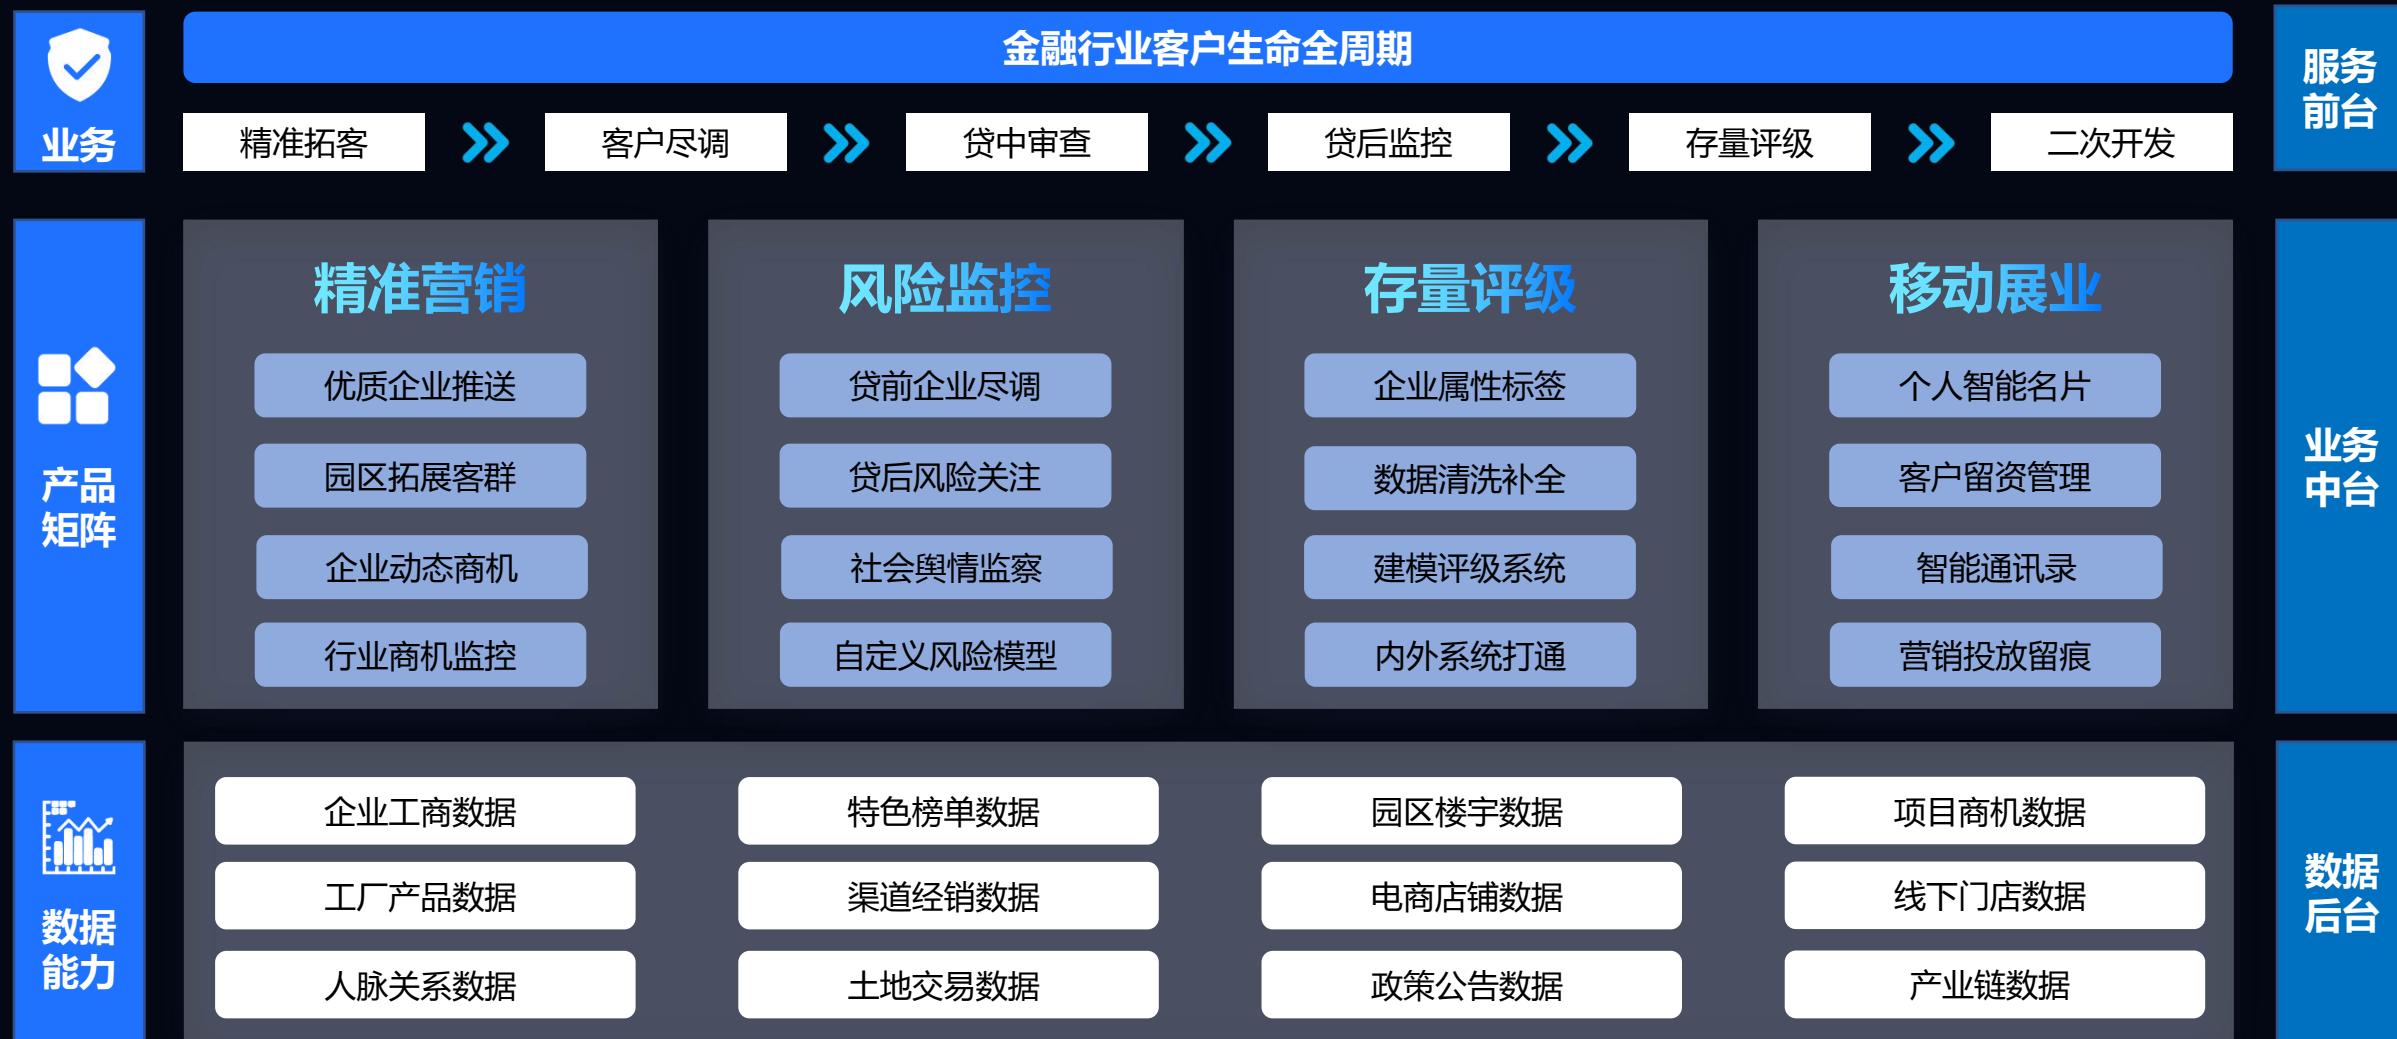 业务
金融行业客户生命全周期
服务
前台
精准拓客
客户尽调
贷中审查
贷后监控
存量评级
二次开发
产品
矩阵
精准营销
优质企业推送
园区拓展客群
企业动态商机
行业商机监控
风险监控
贷前企业尽调
贷后风险关注
社会舆情监察
自定义风险模型
存量评级
企业属性标签
数据清洗补全
建模评级系统
内外系统打通
移动展业
个人智能名片
客户留资管理
智能通讯录
营销投放留痕
业务
中台
数据
能力
企业工商数据
特色榜单数据
园区楼宇数据
项目商机数据
工厂产品数据
渠道经销数据
电商店铺数据
线下门店数据
人脉关系数据
土地交易数据
政策公告数据
产业链数据
数据
后台